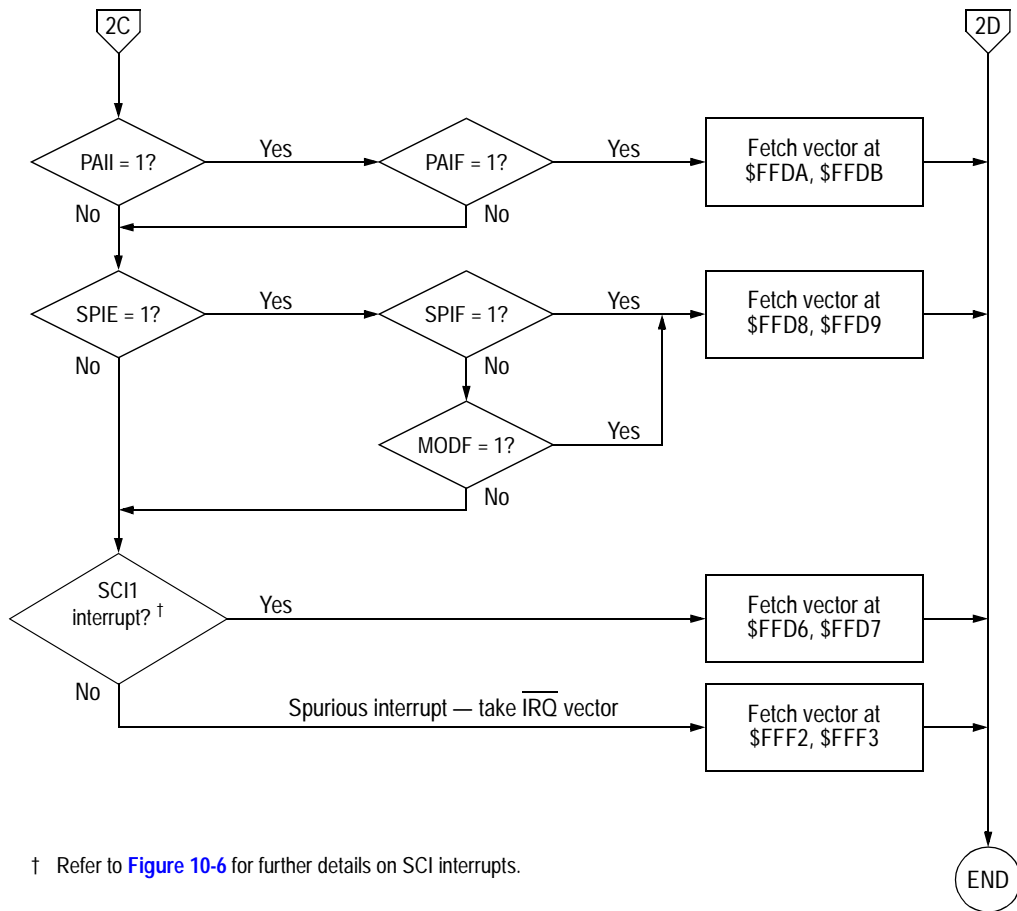 2C
2D
PAII = 1?
Yes
PAIF = 1?
Yes
Fetch vector at
$FFDA, $FFDB
No
No
SPIE = 1?
Yes
SPIF = 1?
Yes
Fetch vector at
$FFD8, $FFD9
No
No
MODF = 1?
Yes
No
SCI1
interrupt? †
Yes
Fetch vector at
$FFD6, $FFD7
No
Spurious interrupt — take IRQ vector
Fetch vector at
$FFF2, $FFF3
† Refer to Figure 10-6 for further details on SCI interrupts.
END